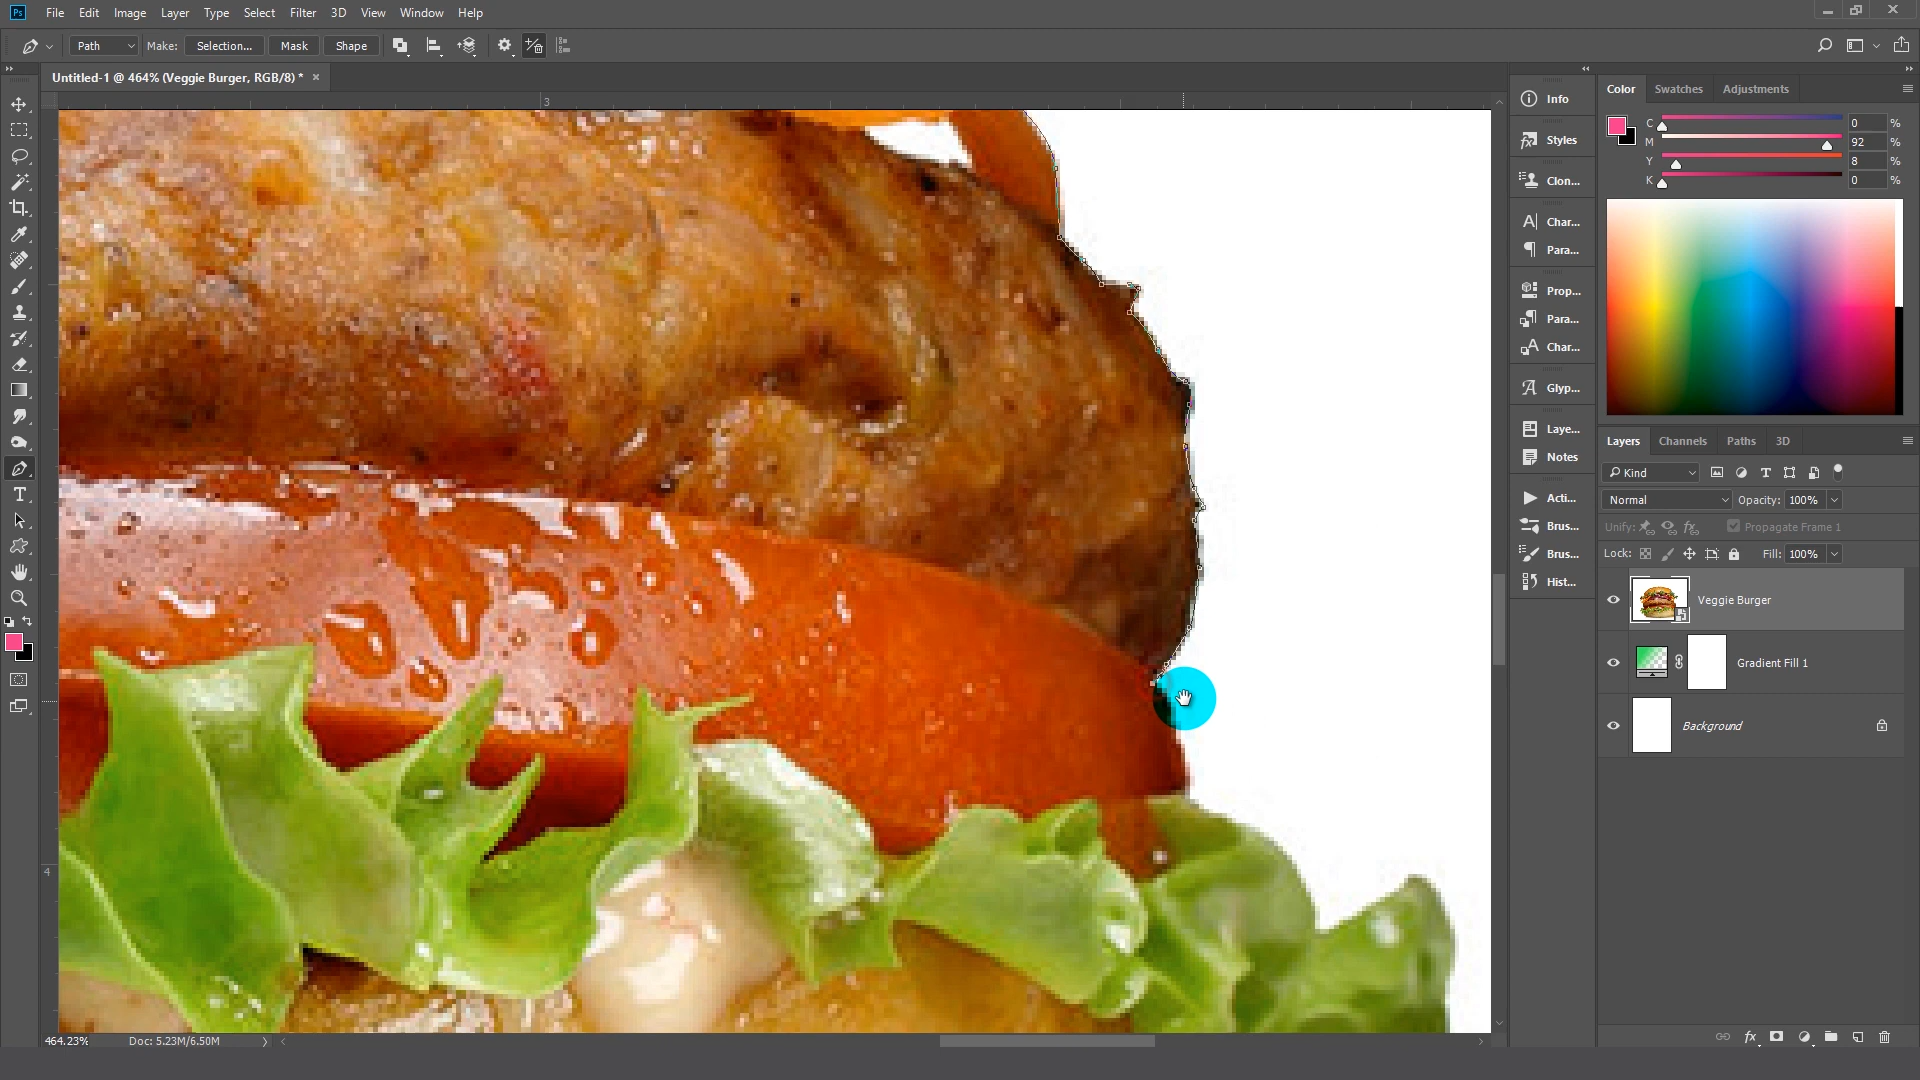 Ps File Edit Image Layer Type Select Filter 3D View Window Help
Path Make: Selection... Mask Shape
Untitled-1 @ 464% (Veggie Burger, RGB/8) * ×
3
4
464.23% Doc: 5.23M/6.50M
Info
Styles
Clon...
Char...
Para...
Prop...
Para...
Char...
Glyp...
Laye...
Notes
Acti...
Brus...
Brus...
Hist...
Color Swatches Adjustments
C 0 %
M 92 %
Y 8 %
K 0 %
Layers Channels Paths 3D
Kind
Normal Opacity: 100%
Unify: Propagate Frame 1
Lock: Fill: 100%
Veggie Burger
Gradient Fill 1
Background